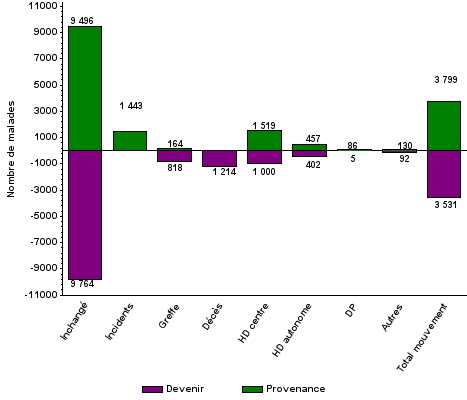 11000
9000
7000
5000
3000
1000
-1000
-3000
-5000
-7000
-9000
-11000
Nombre de malades
9 496
1 443
164
1 519
457
86
130
3 799
9 764
818
1 214
1 000
402
5
92
3 531
Inchangé
Incidents
Greffe
Décès
HD centre
HD autonome
DP
Autres
Total mouvement
Devenir
Provenance